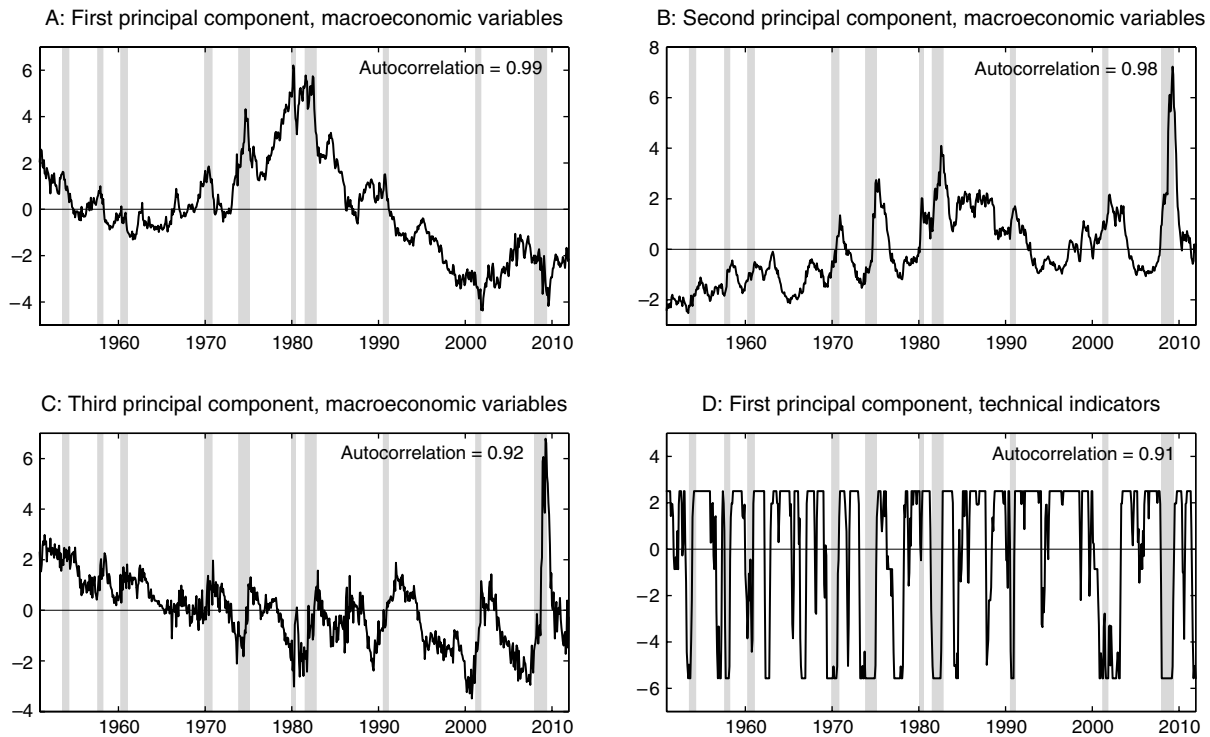 A: First principal component, macroeconomic variables
Autocorrelation = 0.99
6
4
2
0
−2
−4
1960 1970 1980 1990 2000 2010
B: Second principal component, macroeconomic variables
Autocorrelation = 0.98
8
6
4
2
0
−2
1960 1970 1980 1990 2000 2010
C: Third principal component, macroeconomic variables
Autocorrelation = 0.92
6
4
2
0
−2
−4
1960 1970 1980 1990 2000 2010
D: First principal component, technical indicators
Autocorrelation = 0.91
4
2
0
−2
−4
−6
1960 1970 1980 1990 2000 2010